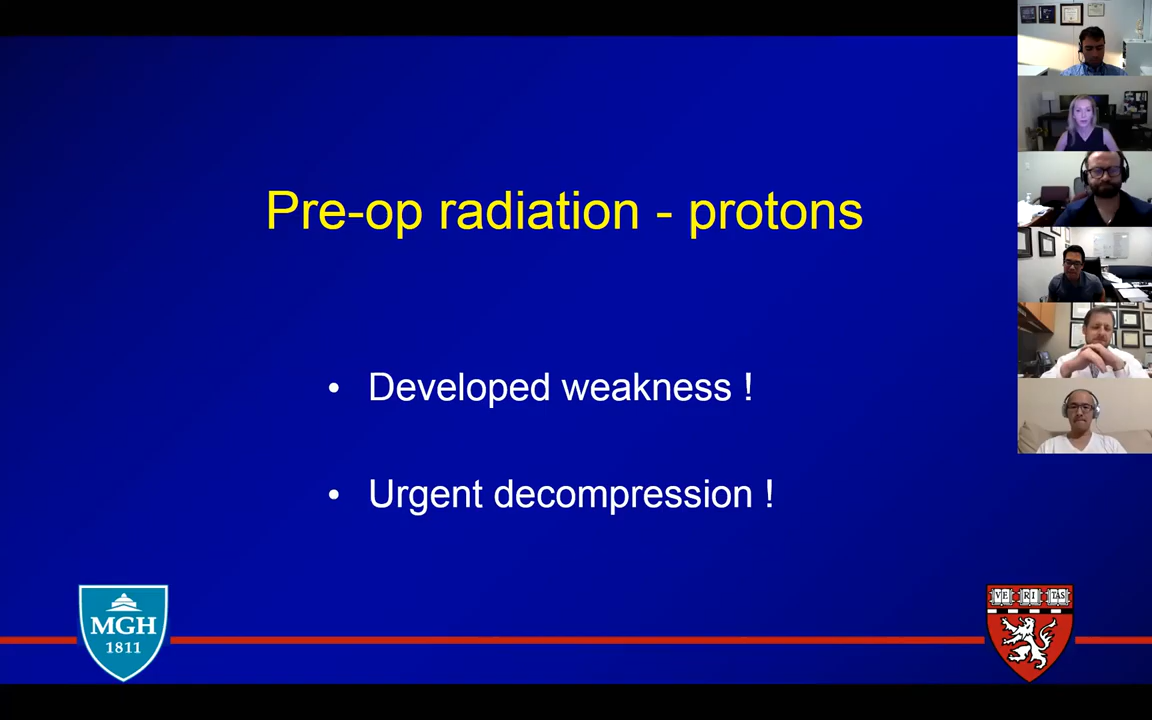 Pre-op radiation - protons
• Developed weakness !
• Urgent decompression !
MGH
1811
VE RI TAS